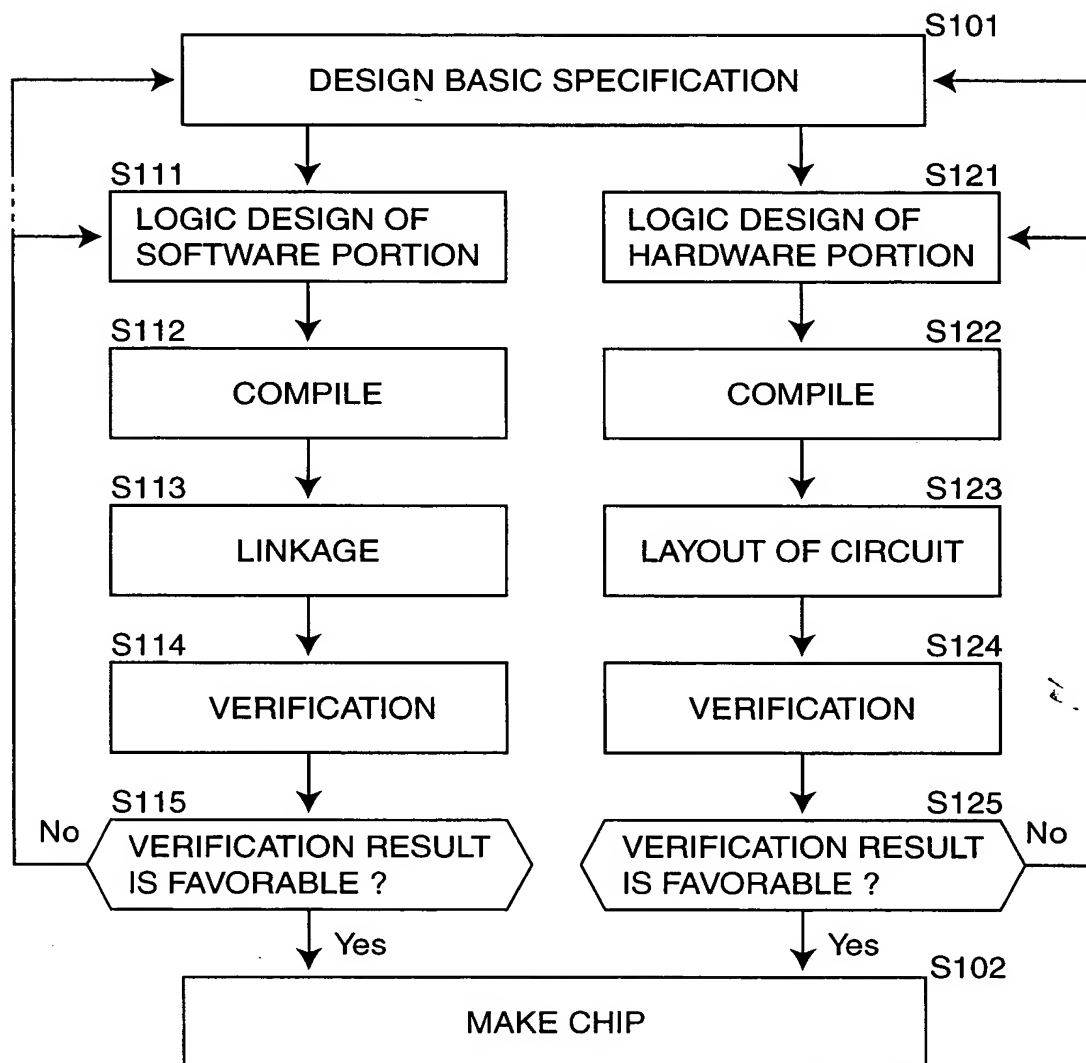 S101
DESIGN BASIC SPECIFICATION
S111
LOGIC DESIGN OF
SOFTWARE PORTION
S121
LOGIC DESIGN OF
HARDWARE PORTION
S112
COMPILE
S122
COMPILE
S113
LINKAGE
S123
LAYOUT OF CIRCUIT
S114
VERIFICATION
S124
VERIFICATION
S115
No
VERIFICATION RESULT
IS FAVORABLE ?
S125
VERIFICATION RESULT
IS FAVORABLE ?
No
Yes
Yes
S102
MAKE CHIP